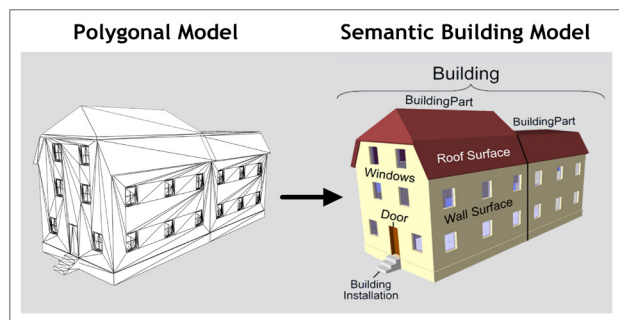 Polygonal Model
Semantic Building Model
Building
BuildingPart
BuildingPart
Roof Surface
Windows
Wall Surface
Door
Building
Installation